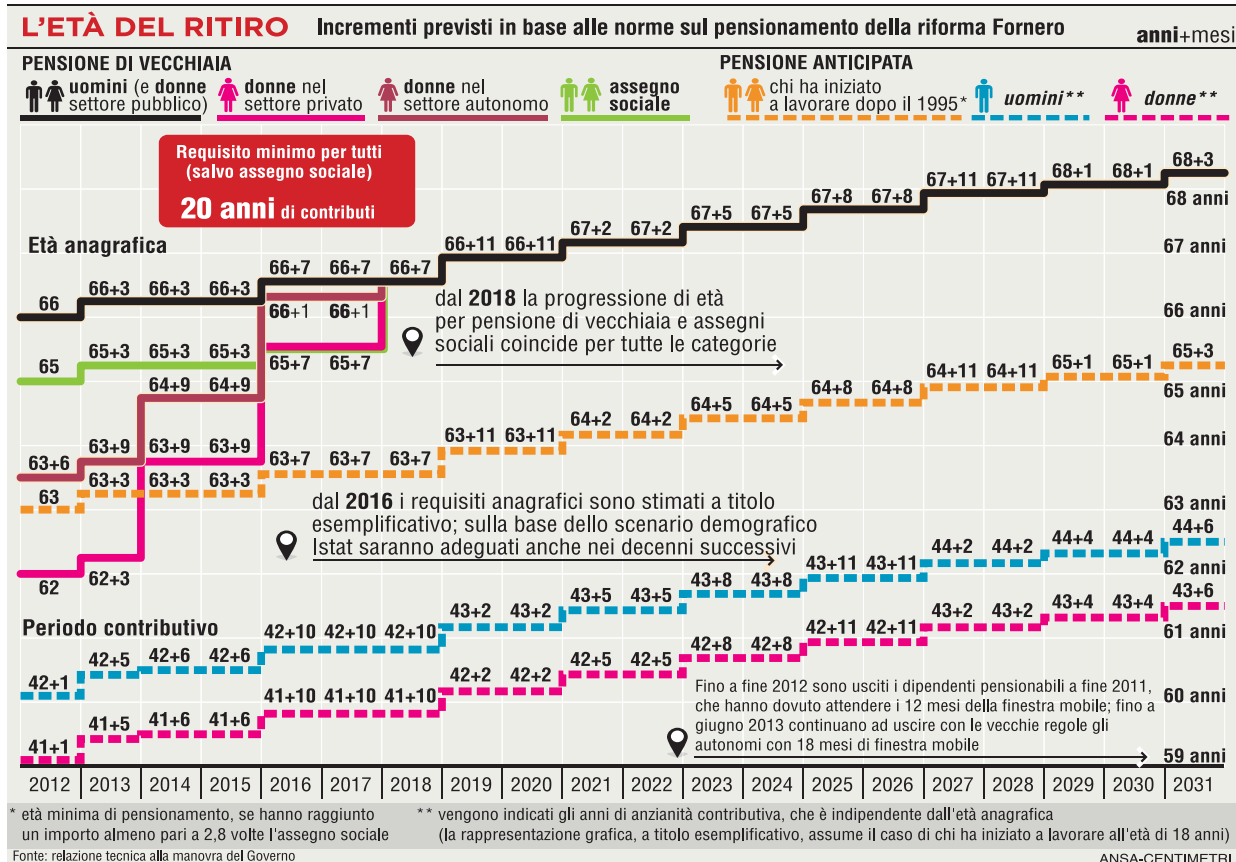 L'ETÀ DEL RITIRO Incrementi previsti in base alle norme sul pensionamento della riforma Fornero anni+mesi
PENSIONE DI VECCHIAIA
uomini (e donne settore pubblico)
donne nel settore privato
donne nel settore autonomo
assegno sociale
PENSIONE ANTICIPATA
chi ha iniziato a lavorare dopo il 1995*
uomini**
donne**
Requisito minimo per tutti
(salvo assegno sociale)
20 anni di contributi
Età anagrafica
66 66+3 66+3 66+3 66+7 66+7 66+7 66+11 66+11 67+2 67+2 67+5 67+5 67+8 67+8 67+11 67+11 68+1 68+1 68+3
68 anni
67 anni
66 anni
65 anni
64 anni
63 anni
62 anni
61 anni
60 anni
59 anni
66+1 66+1
65 65+3 65+3 65+3 65+7 65+7
63+6 63+9 64+9 64+9
62 62+3 63+9 63+9
dal 2018 la progressione di età
per pensione di vecchiaia e assegni
sociali coincide per tutte le categorie
63 63+3 63+3 63+3 63+7 63+7 63+7 63+11 63+11 64+2 64+2 64+5 64+5 64+8 64+8 64+11 64+11 65+1 65+1 65+3
dal 2016 i requisiti anagrafici sono stimati a titolo
esemplificativo; sulla base dello scenario demografico
Istat saranno adeguati anche nei decenni successivi
Periodo contributivo
42+1 42+5 42+6 42+6 42+10 42+10 42+10 43+2 43+2 43+5 43+5 43+8 43+8 43+11 43+11 44+2 44+2 44+4 44+4 44+6
41+1 41+5 41+6 41+6 41+10 41+10 41+10 42+2 42+2 42+5 42+5 42+8 42+8 42+11 42+11 43+2 43+2 43+4 43+4 43+6
Fino a fine 2012 sono usciti i dipendenti pensionabili a fine 2011,
che hanno dovuto attendere i 12 mesi della finestra mobile; fino a
giugno 2013 continuano ad uscire con le vecchie regole gli
autonomi con 18 mesi di finestra mobile
2012 2013 2014 2015 2016 2017 2018 2019 2020 2021 2022 2023 2024 2025 2026 2027 2028 2029 2030 2031
* età minima di pensionamento, se hanno raggiunto
un importo almeno pari a 2,8 volte l'assegno sociale
** vengono indicati gli anni di anzianità contributiva, che è indipendente dall'età anagrafica
(la rappresentazione grafica, a titolo esemplificativo, assume il caso di chi ha iniziato a lavorare all'età di 18 anni)
Fonte: relazione tecnica alla manovra del Governo
ANSA-CENTIMETRI